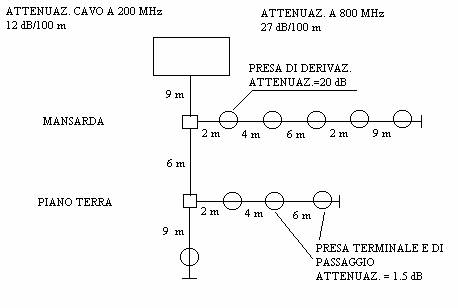 ATTENUAZ. CAVO A 200 MHz
12 dB/100 m
ATTENUAZ. A 800 MHz
27 dB/100 m
PRESA DI DERIVAZ.
ATTENUAZ.=20 dB
9 m
MANSARDA
2 m
4 m
6 m
2 m
9 m
6 m
PIANO TERRA
2 m
4 m
6 m
9 m
PRESA TERMINALE E DI
PASSAGGIO
ATTENUAZ. = 1.5 dB